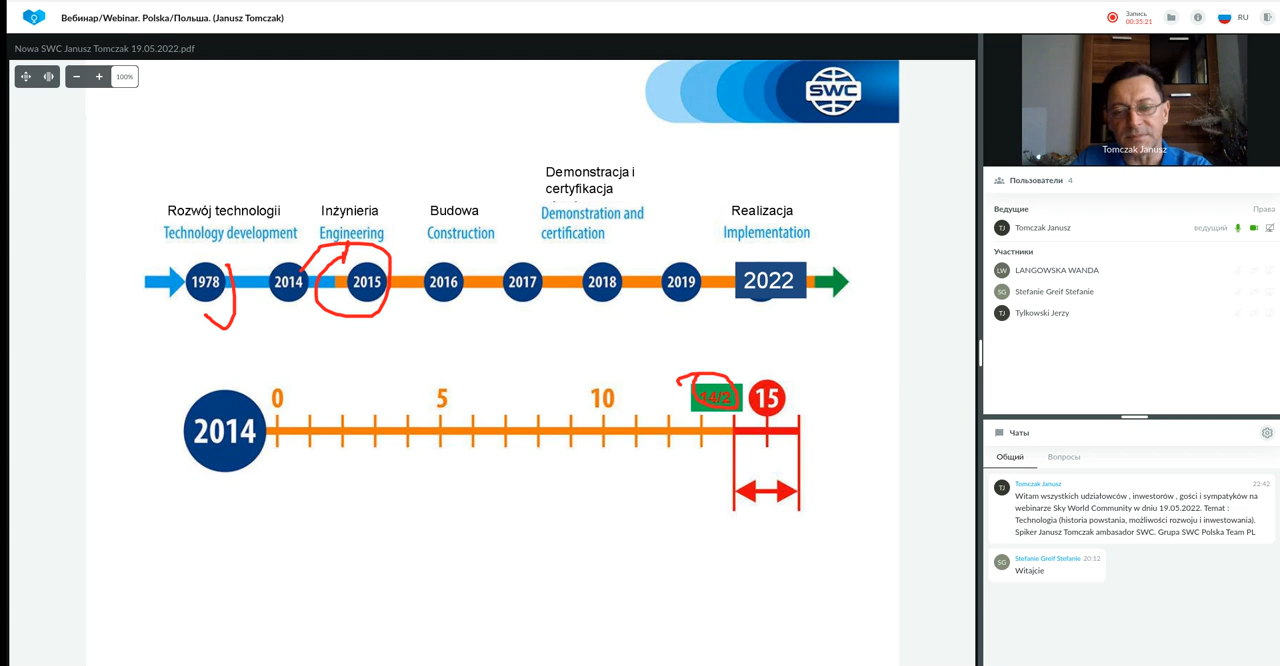 Вебинар/Webinar. Polska/Польша. (Janusz Tomczak)
Запись
00:35:21
RU
Nowa SWC Janusz Tomczak 19.05.2022.pdf
100%
SWC
Demonstracja i
certyfikacja
Rozwój technologii
Inżynieria
Budowa
Realizacja
Technology development
Engineering
Construction
Demonstration and
certification
Implementation
1978
2014
2015
2016
2017
2018
2019
2022
0
5
10
14/2
15
2014
Tomczak Janusz
Пользователи 4
Ведущие
Права
TJ
Tomczak Janusz
ведущий
Участники
LW
LANGOWSKA WANDA
SG
Stefanie Greif Stefanie
TJ
Tylkowski Jerzy
Чаты
Общий
Вопросы
TJ
Tomczak Janusz
22:42
Witam wszystkich udziałowców , inwestorów , gości i sympatyków na
webinarze Sky World Community w dniu 19.05.2022. Temat :
Technologia (historia powstania, możliwości rozwoju i inwestowania).
Spiker Janusz Tomczak ambasador SWC. Grupa SWC Polska Team PL
SG
Stefanie Greif Stefanie 20:12
Witajcie